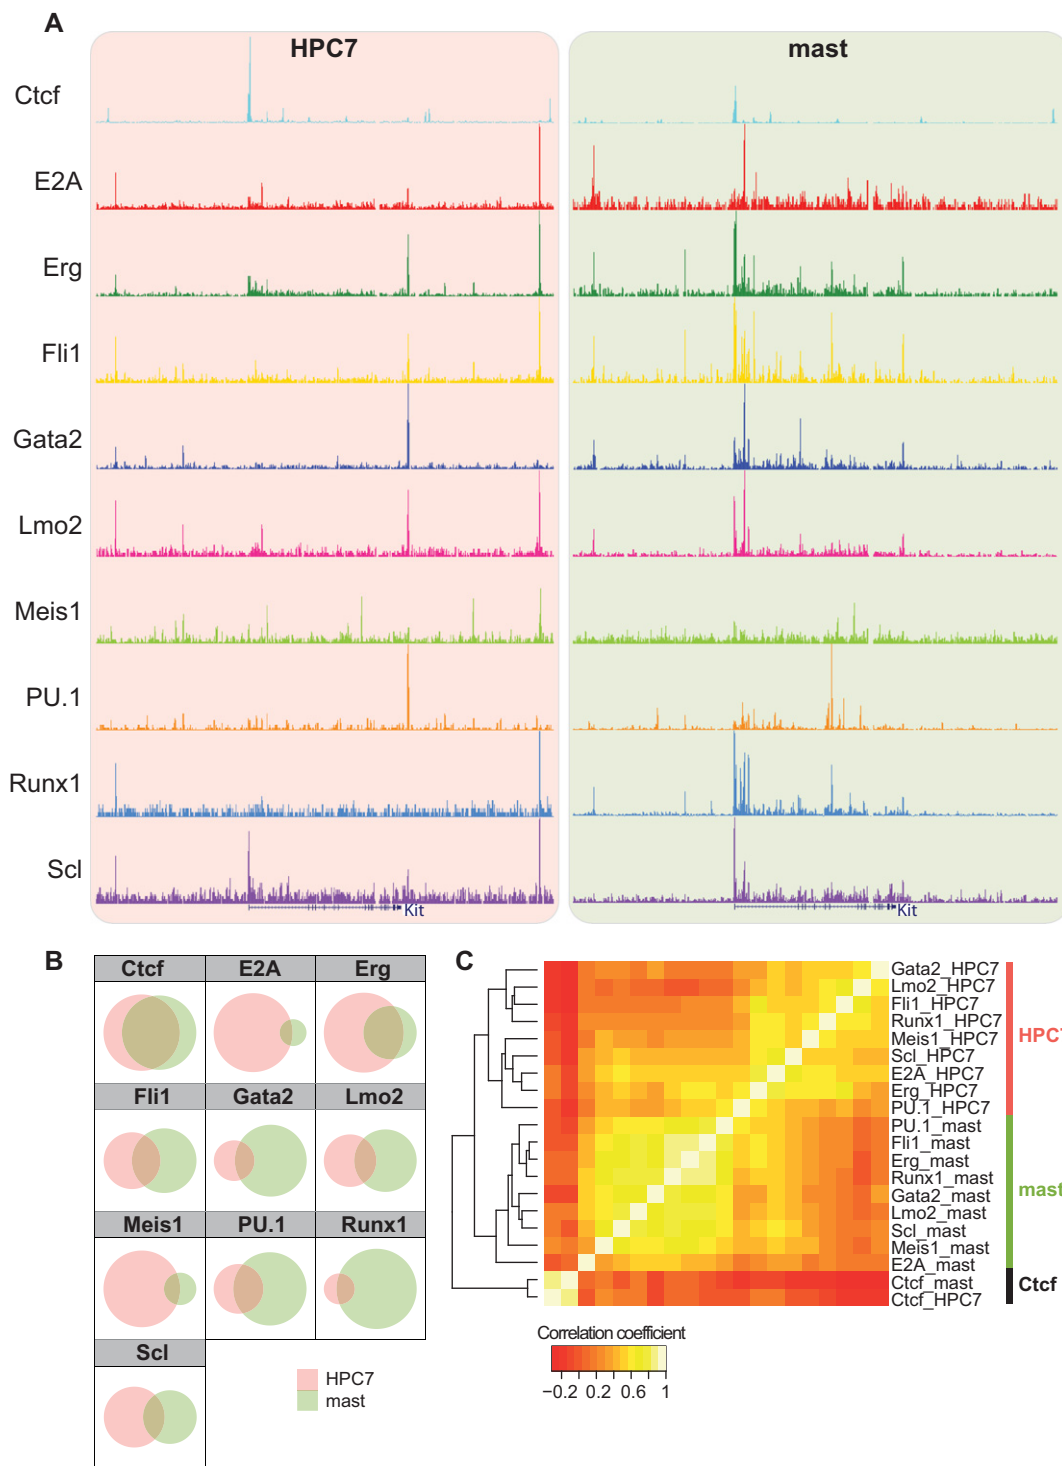 A
HPC7
mast
Ctcf
E2A
Erg
Fli1
Gata2
Lmo2
Meis1
PU.1
Runx1
Scl
Kit
Kit
B
Ctcf
E2A
Erg
Fli1
Gata2
Lmo2
Meis1
PU.1
Runx1
Scl
HPC7
mast
C
Gata2_HPC7
Lmo2_HPC7
Fli1_HPC7
Runx1_HPC7
Meis1_HPC7
Scl_HPC7
E2A_HPC7
Erg_HPC7
PU.1_HPC7
PU.1_mast
Fli1_mast
Erg_mast
Runx1_mast
Gata2_mast
Lmo2_mast
Scl_mast
Meis1_mast
E2A_mast
Ctcf_mast
Ctcf_HPC7
HPC7
mast
Ctcf
Correlation coefficient
−0.2 0.2 0.6 1